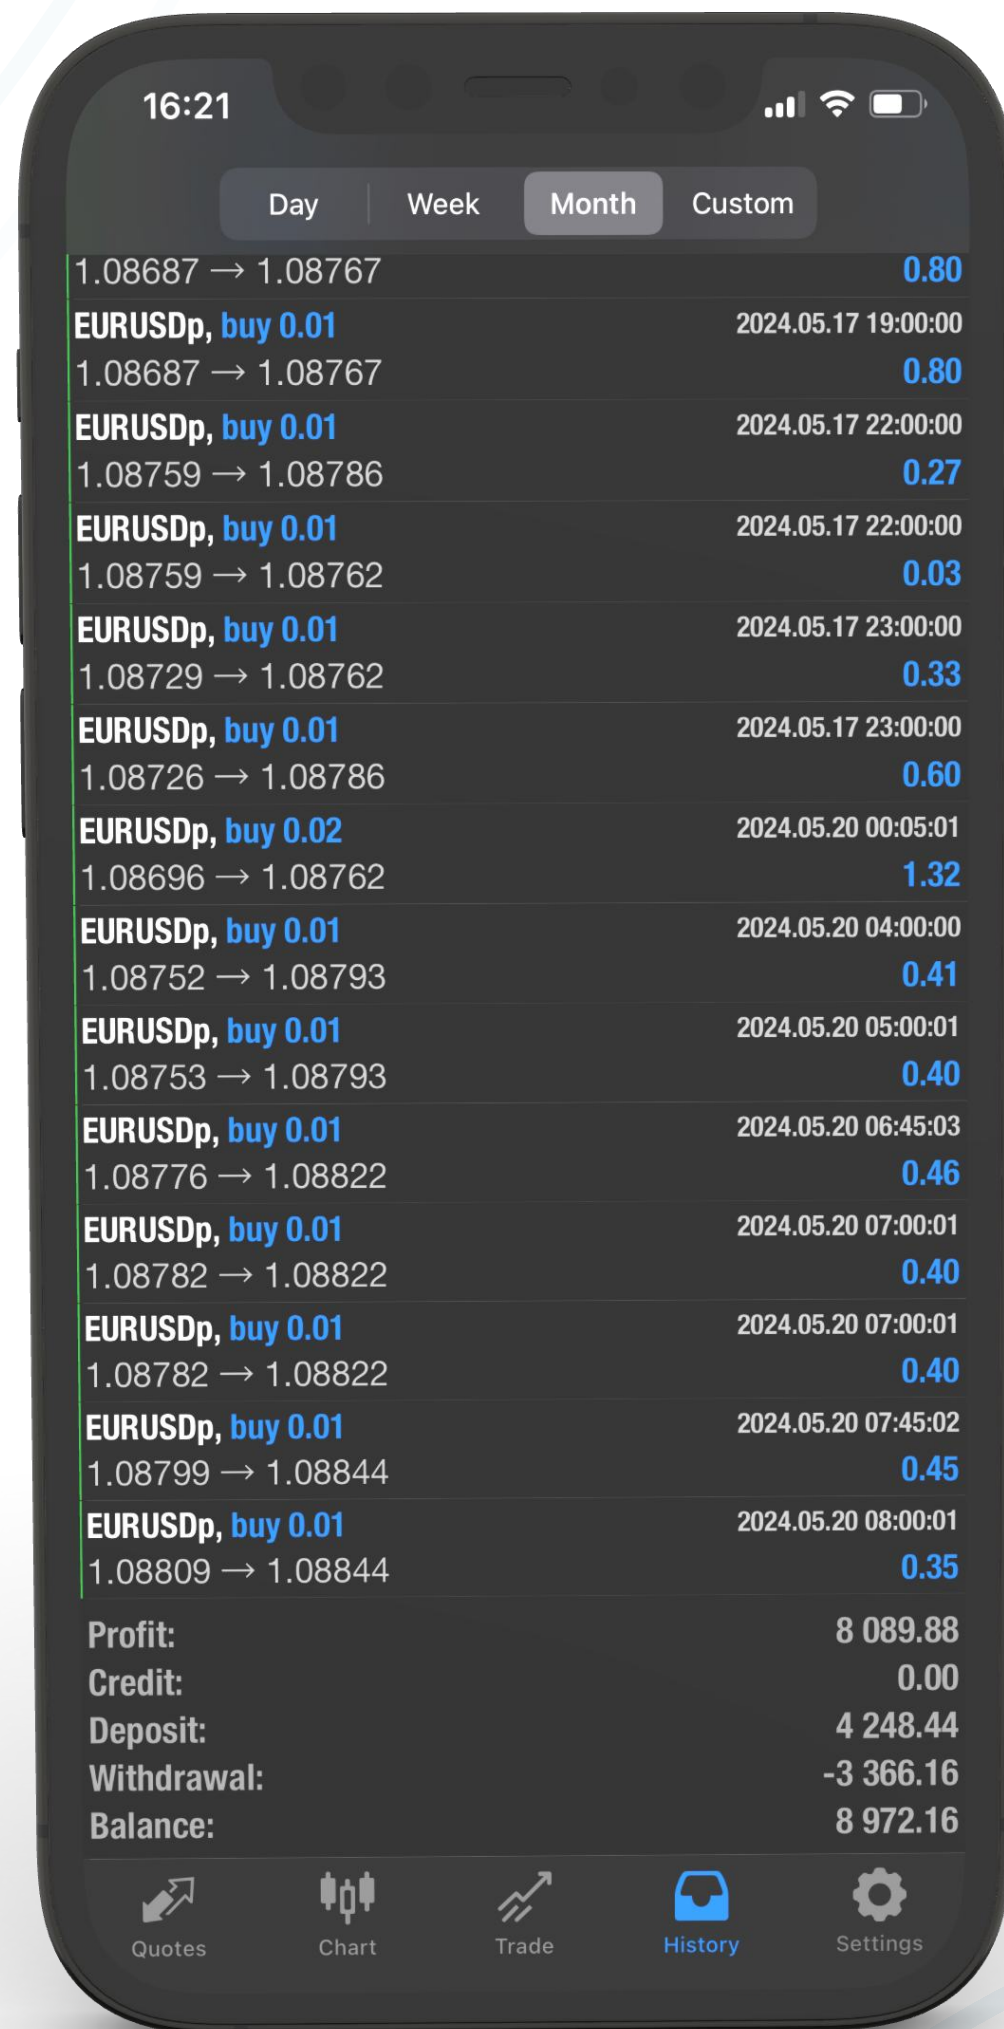 16:21
Day Week Month Custom
1.08687 → 1.08767 0.80
EURUSDp, buy 0.01 2024.05.17 19:00:00
1.08687 → 1.08767 0.80
EURUSDp, buy 0.01 2024.05.17 22:00:00
1.08759 → 1.08786 0.27
EURUSDp, buy 0.01 2024.05.17 22:00:00
1.08759 → 1.08762 0.03
EURUSDp, buy 0.01 2024.05.17 23:00:00
1.08729 → 1.08762 0.33
EURUSDp, buy 0.01 2024.05.17 23:00:00
1.08726 → 1.08786 0.60
EURUSDp, buy 0.02 2024.05.20 00:05:01
1.08696 → 1.08762 1.32
EURUSDp, buy 0.01 2024.05.20 04:00:00
1.08752 → 1.08793 0.41
EURUSDp, buy 0.01 2024.05.20 05:00:01
1.08753 → 1.08793 0.40
EURUSDp, buy 0.01 2024.05.20 06:45:03
1.08776 → 1.08822 0.46
EURUSDp, buy 0.01 2024.05.20 07:00:01
1.08782 → 1.08822 0.40
EURUSDp, buy 0.01 2024.05.20 07:00:01
1.08782 → 1.08822 0.40
EURUSDp, buy 0.01 2024.05.20 07:45:02
1.08799 → 1.08844 0.45
EURUSDp, buy 0.01 2024.05.20 08:00:01
1.08809 → 1.08844 0.35
Profit: 8 089.88
Credit: 0.00
Deposit: 4 248.44
Withdrawal: -3 366.16
Balance: 8 972.16
Quotes Chart Trade History Settings